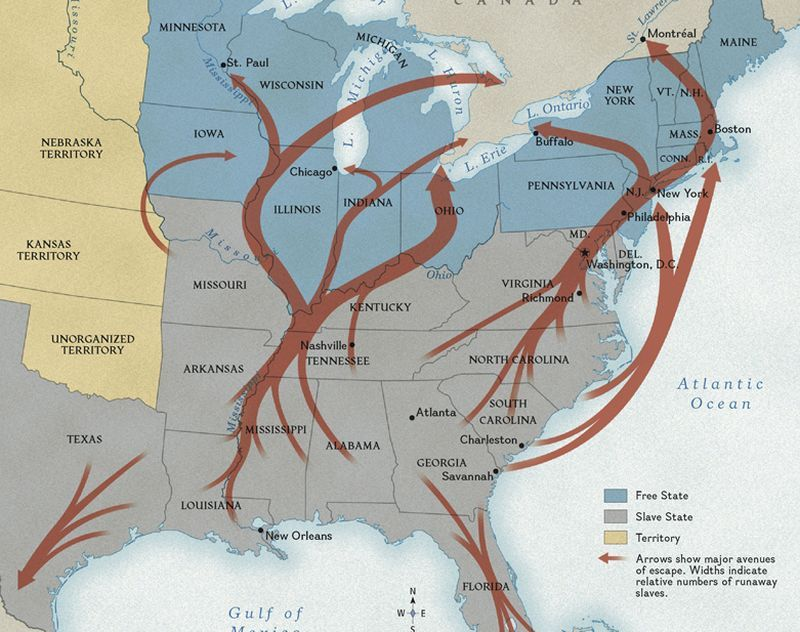 CANADA
Missouri
MINNESOTA
St. Paul
Mississippi
WISCONSIN
MICHIGAN
L. Michigan
L. Huron
St. Lawrence
Montréal
MAINE
VT.
N.H.
NEW
YORK
L. Ontario
Buffalo
MASS.
Boston
CONN.
R.I.
L. Erie
IOWA
NEBRASKA
TERRITORY
Chicago
ILLINOIS
INDIANA
OHIO
PENNSYLVANIA
N.J.
New York
Philadelphia
MD.
DEL.
Washington, D.C.
KANSAS
TERRITORY
Missouri
MISSOURI
Ohio
VIRGINIA
Richmond
KENTUCKY
UNORGANIZED
TERRITORY
Nashville
TENNESSEE
NORTH CAROLINA
ARKANSAS
Mississippi
SOUTH
CAROLINA
Atlanta
Charleston
Atlantic
Ocean
TEXAS
MISSISSIPPI
ALABAMA
GEORGIA
Savannah
LOUISIANA
New Orleans
FLORIDA
Gulf of
Mexico
N
W
E
S
Free State
Slave State
Territory
Arrows show major avenues
of escape. Widths indicate
relative numbers of runaway
slaves.